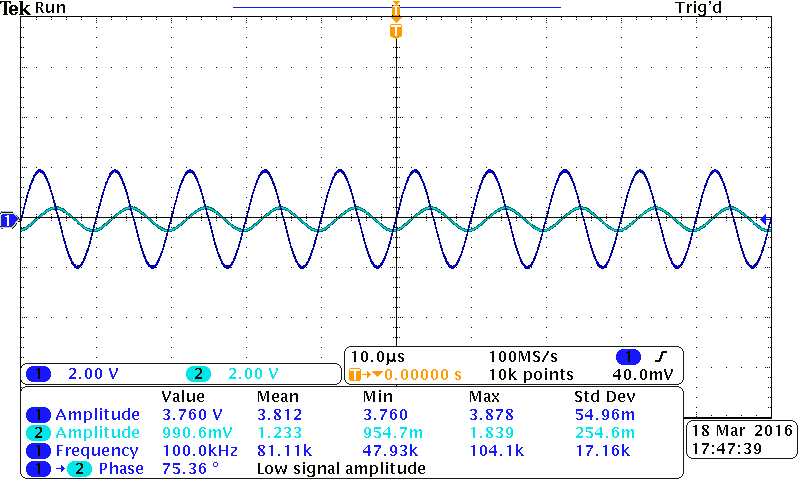 Tek Run Trig'd
T
T
1
1 2.00 V 2 2.00 V
10.0µs 100MS/s 1 
T→▼0.00000 s 10k points 40.0mV
Value Mean Min Max Std Dev
1 Amplitude 3.760 V 3.812 3.760 3.878 54.96m
2 Amplitude 990.6mV 1.233 954.7m 1.839 254.6m
1 Frequency 100.0kHz 81.11k 47.93k 104.1k 17.16k
1 → 2 Phase 75.36 ° Low signal amplitude
18 Mar 2016
17:47:39